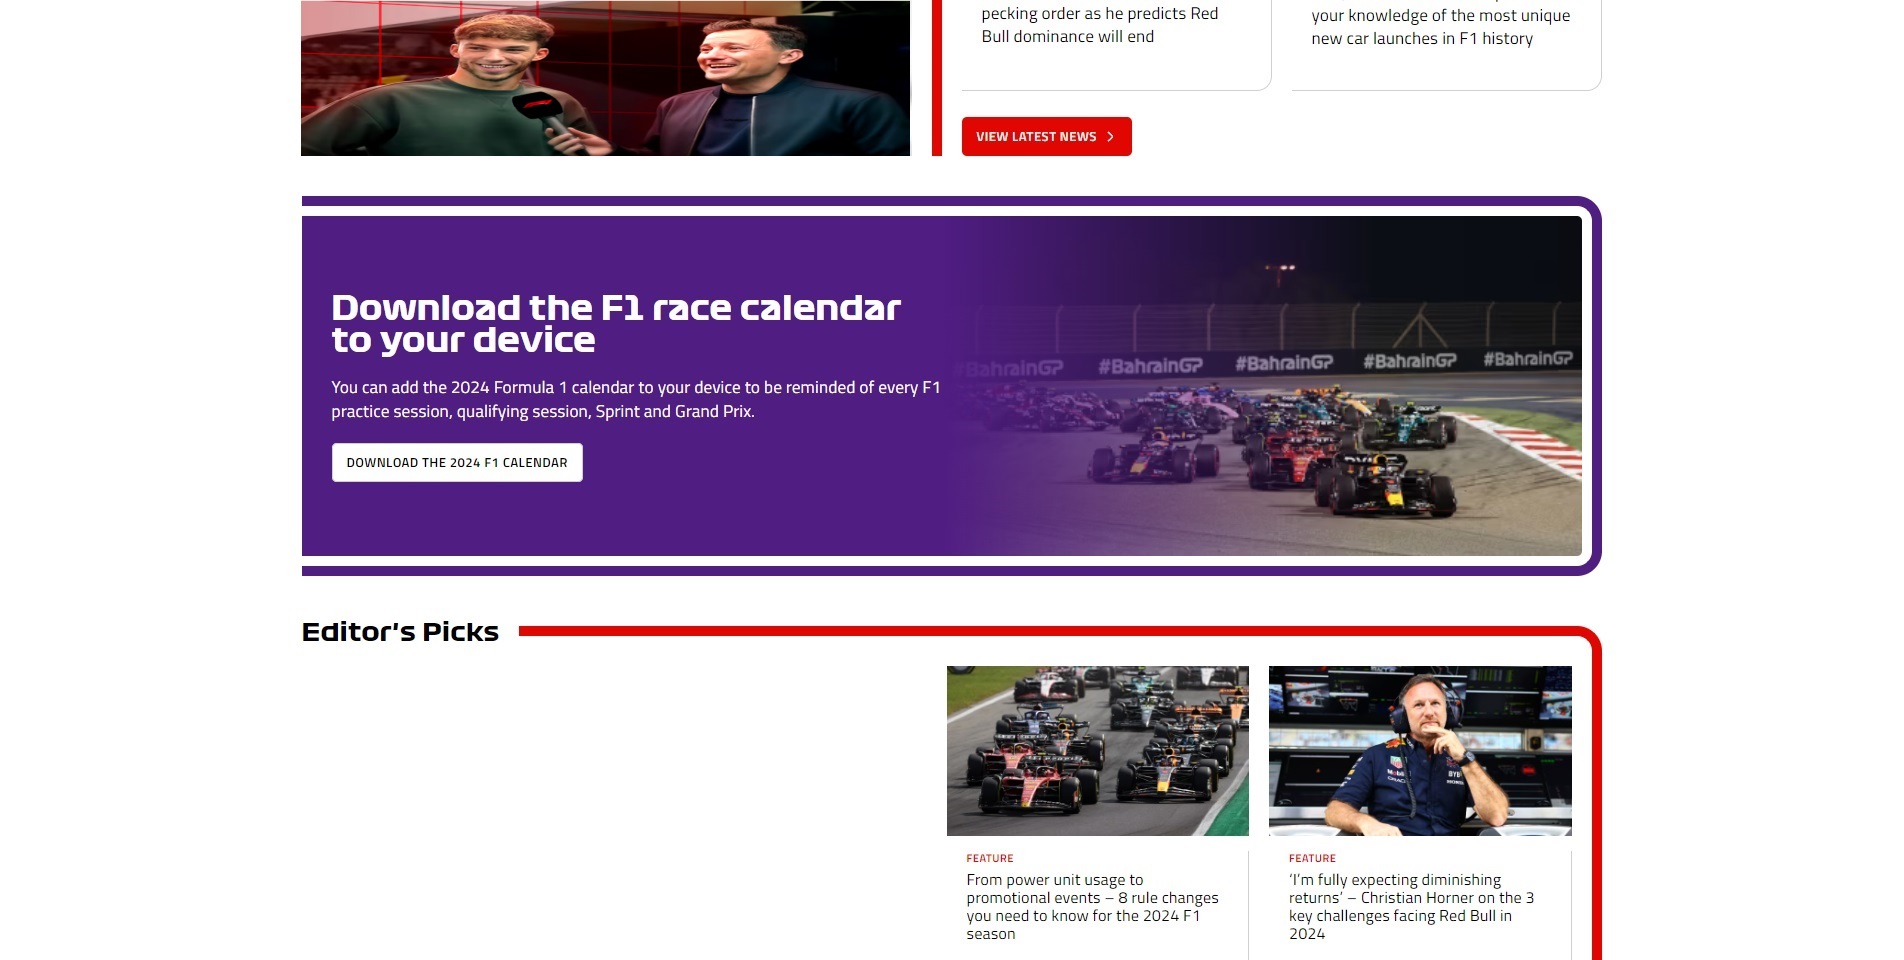 pecking order as he predicts Red
Bull dominance will end
your knowledge of the most unique
new car launches in F1 history
VIEW LATEST NEWS
Download the F1 race calendar
to your device
You can add the 2024 Formula 1 calendar to your device to be reminded of every F1
practice session, qualifying session, Sprint and Grand Prix.
DOWNLOAD THE 2024 F1 CALENDAR
#BahrainGP #BahrainGP #BahrainGP #BahrainGP #BahrainGP
Editor's Picks
FEATURE
From power unit usage to
promotional events – 8 rule changes
you need to know for the 2024 F1
season
FEATURE
‘I’m fully expecting diminishing
returns’ – Christian Horner on the 3
key challenges facing Red Bull in
2024